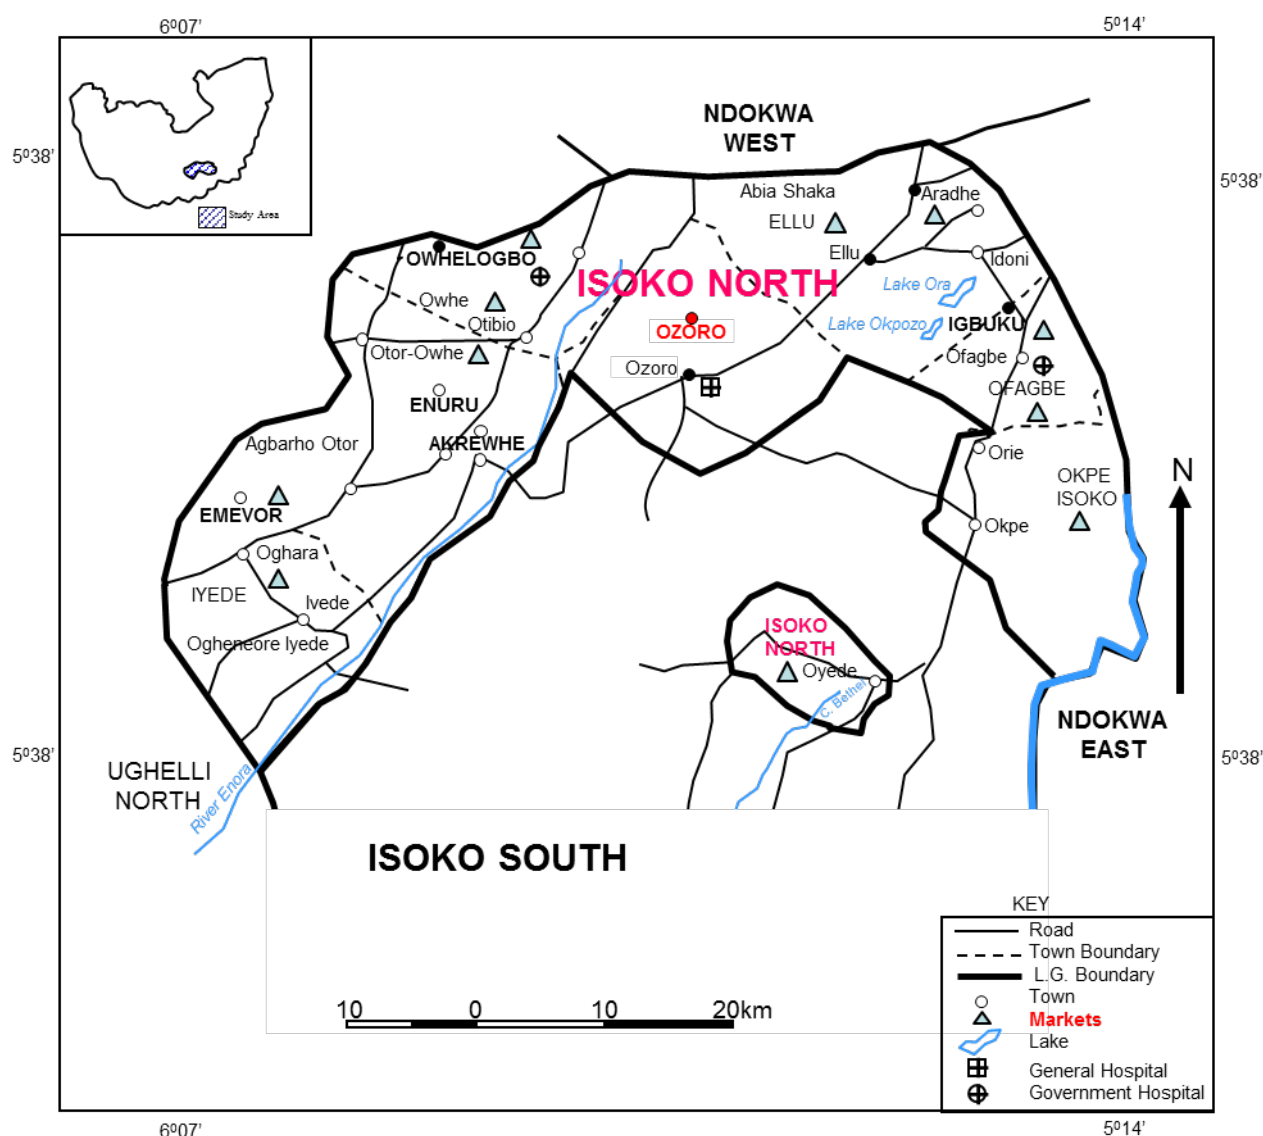 6º07'
5º14'
5º38'
5º38'
Study Area
NDOKWA
WEST
Abia Shaka
Aradhe
ELLU
OWHELOGBO
Ellu
Idoni
ISOKO NORTH
Lake Ora
Owhe
Otibio
OZORO
Lake Okpozo
IGBUKU
Otor-Owhe
Ozoro
Ofagbe
OFAGBE
ENURU
Agbarho Otor
AKREWHE
Orie
OKPE
ISOKO
N
EMEVOR
Okpe
Oghara
IYEDE
Ivede
Ogheneore Iyede
ISOKO
NORTH
Oyede
C. Bethel
NDOKWA
EAST
5º38'
5º38'
UGHELLI
NORTH
River Enora
ISOKO SOUTH
KEY
Road
Town Boundary
L.G. Boundary
Town
Markets
Lake
General Hospital
Government Hospital
10 0 10 20km
6º07'
5º14'